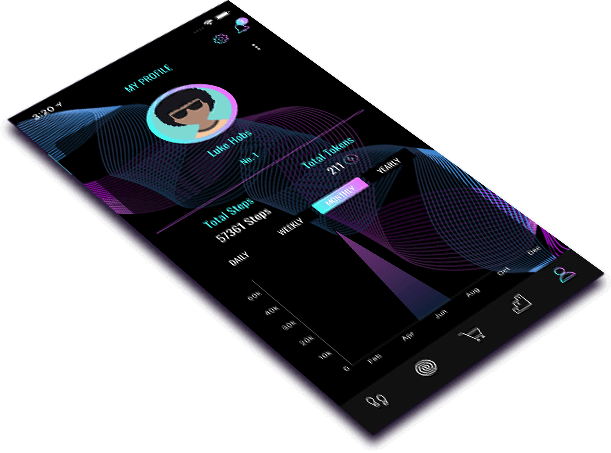 3:20
MY PROFILE
Luke Hobs
No. 1
Total Steps
57361 Steps
Total Tokens
211
DAILY
WEEKLY
MONTHLY
YEARLY
60k
40k
30k
20k
10k
0
Feb
Apr
Jun
Aug
Oct
Dec